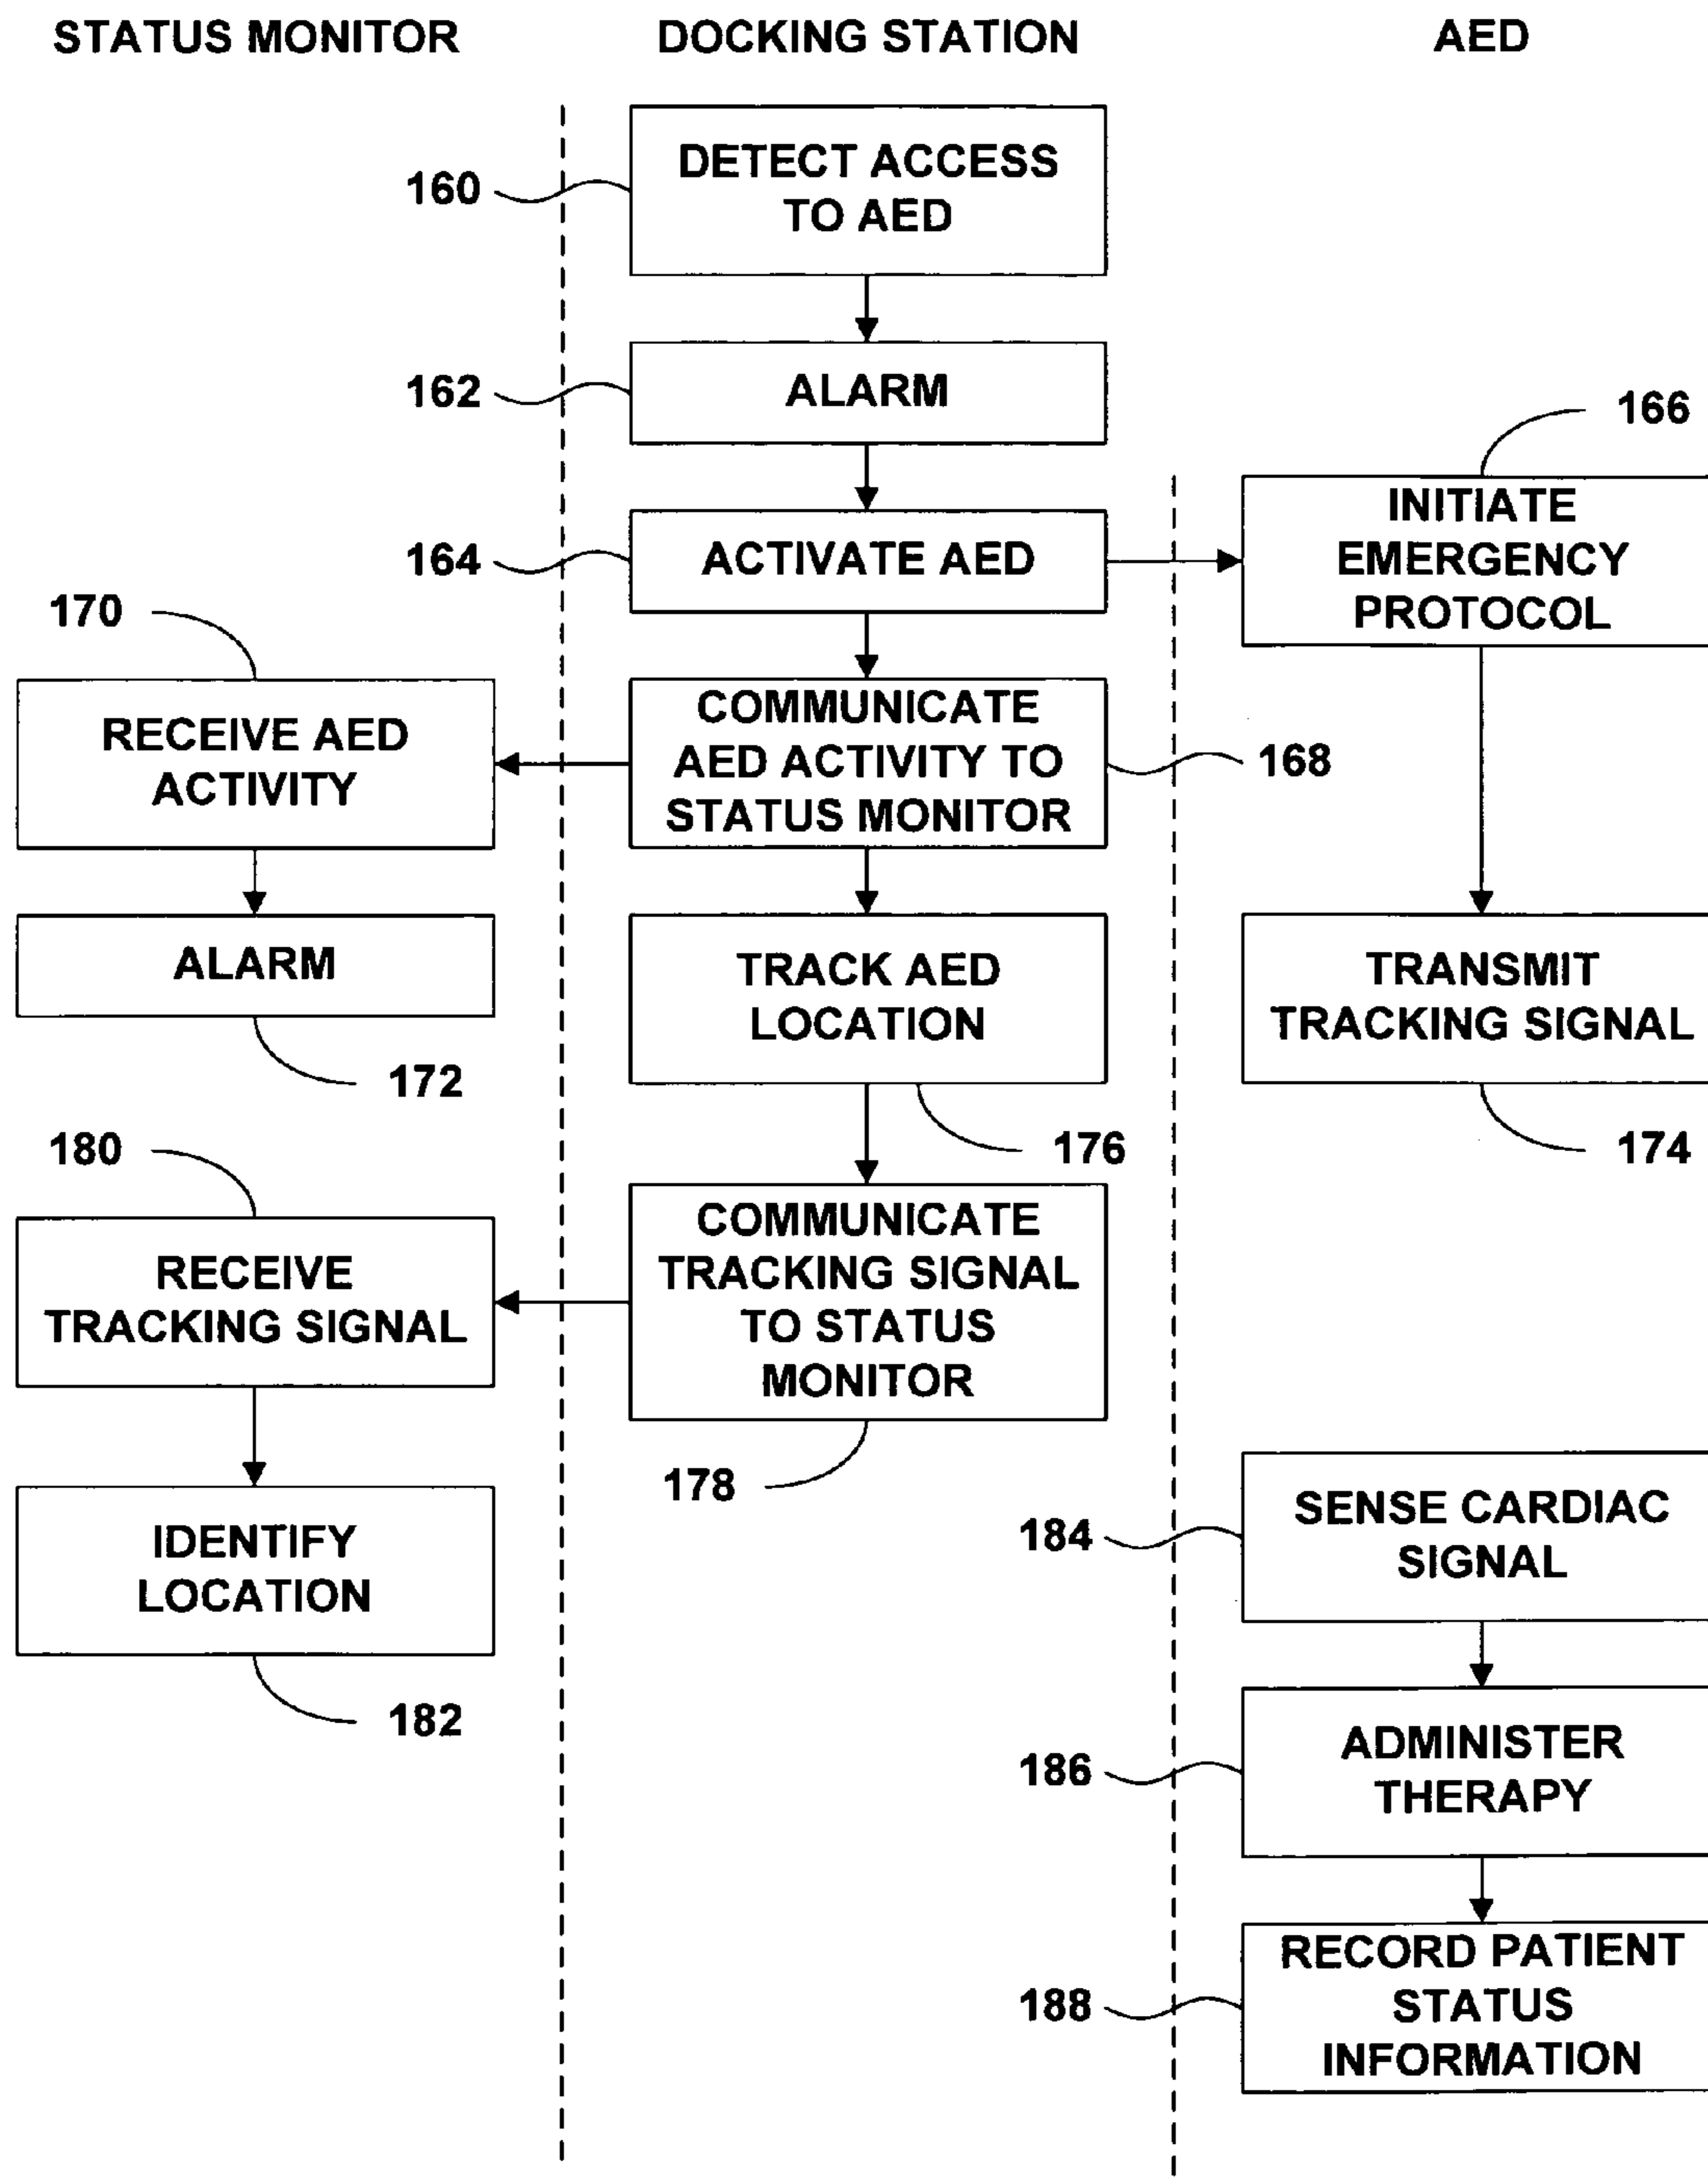 STATUS MONITOR
DOCKING STATION
AED
160
DETECT ACCESS
TO AED
162
ALARM
164
ACTIVATE AED
166
INITIATE
EMERGENCY
PROTOCOL
170
RECEIVE AED
ACTIVITY
COMMUNICATE
AED ACTIVITY TO
STATUS MONITOR
168
ALARM
172
TRACK AED
LOCATION
176
TRANSMIT
TRACKING SIGNAL
174
180
RECEIVE
TRACKING SIGNAL
COMMUNICATE
TRACKING SIGNAL
TO STATUS
MONITOR
178
IDENTIFY
LOCATION
182
184
SENSE CARDIAC
SIGNAL
186
ADMINISTER
THERAPY
188
RECORD PATIENT
STATUS
INFORMATION